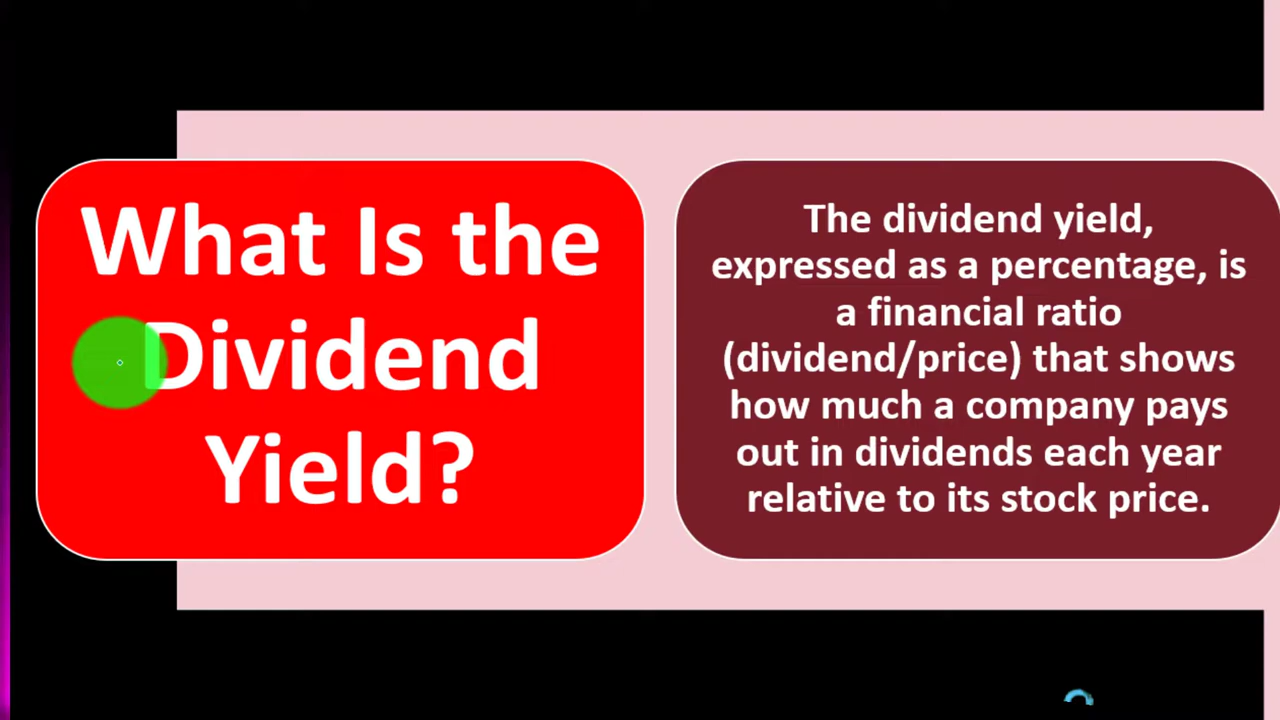 What Is the
Dividend
Yield?
The dividend yield,
expressed as a percentage, is
a financial ratio
(dividend/price) that shows
how much a company pays
out in dividends each year
relative to its stock price.